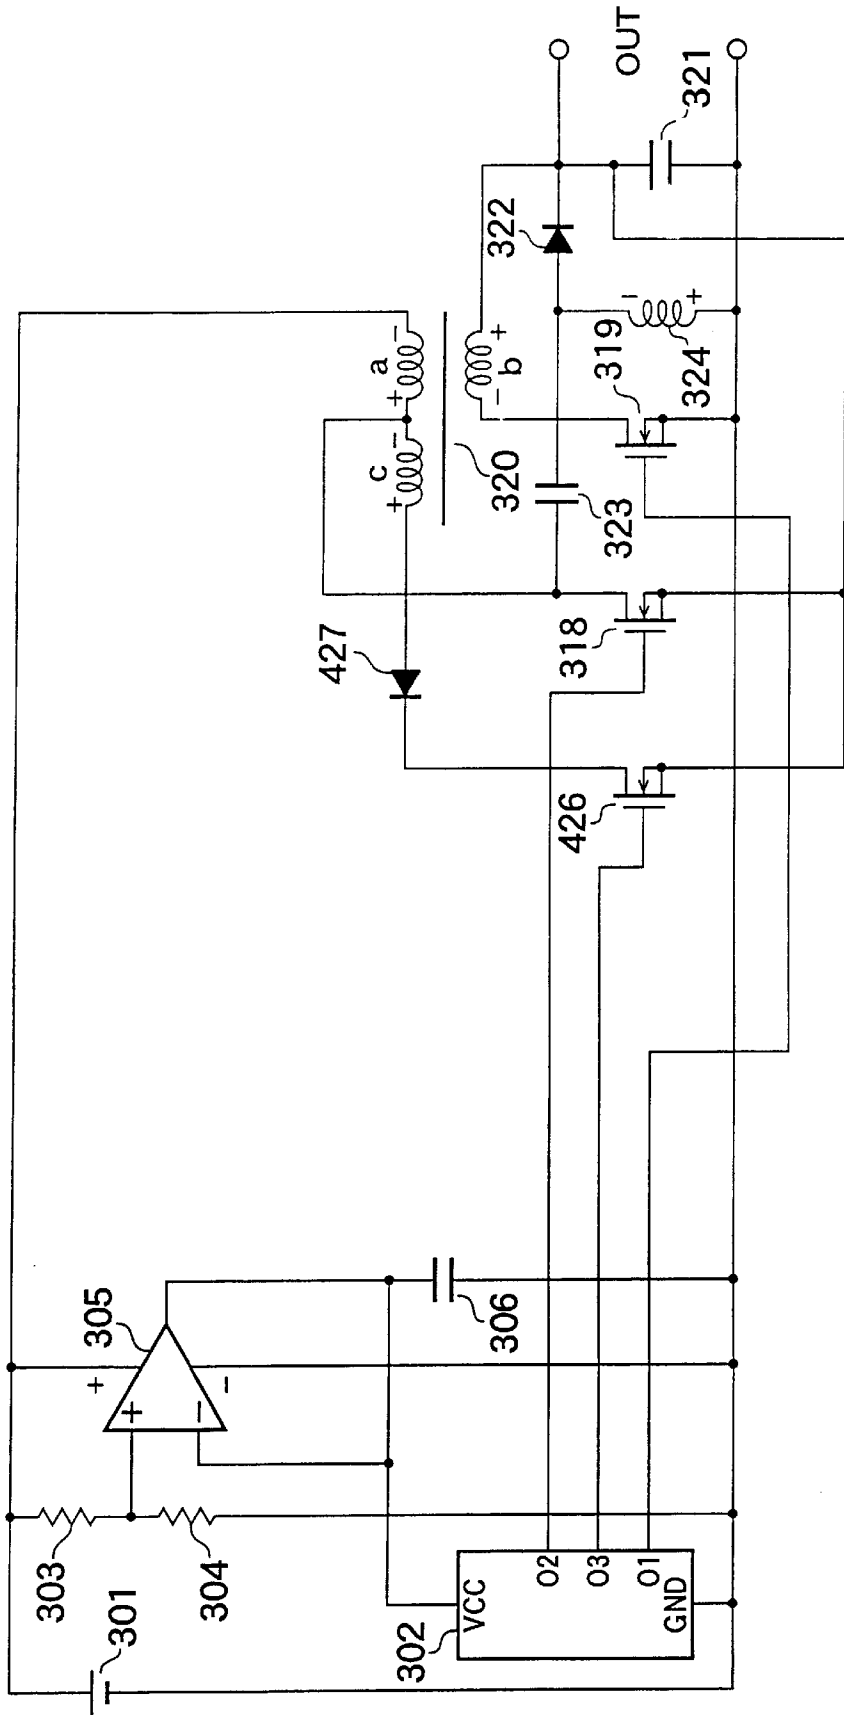 301
303
304
305
+
-
+
-
306
302
VCC
O2
O3
O1
GND
427
426
318
319
320
c
+ -
a
+ -
b
- +
323
322
324
- +
321
OUT